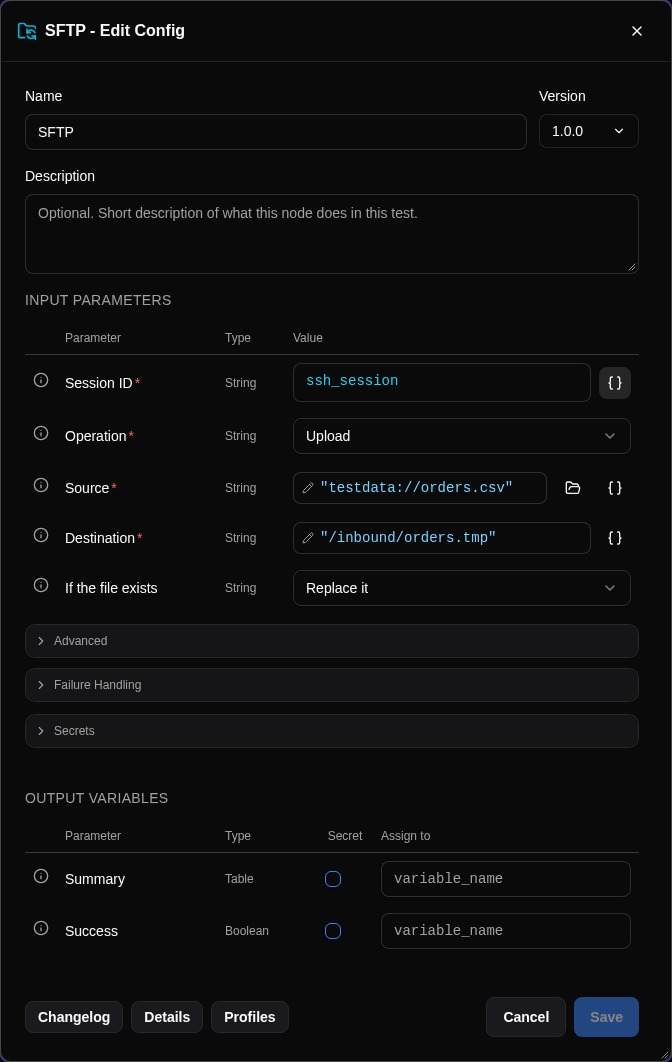 SFTP - Edit Config
Name
Version
SFTP
1.0.0
Description
Optional. Short description of what this node does in this test.
INPUT PARAMETERS
Parameter Type Value
Session ID* String ssh_session {}
Operation* String Upload
Source* String "testdata://orders.csv" {}
Destination* String "/inbound/orders.tmp" {}
If the file exists String Replace it
Advanced
Failure Handling
Secrets
OUTPUT VARIABLES
Parameter Type Secret Assign to
Summary Table variable_name
Success Boolean variable_name
Changelog Details Profiles Cancel Save